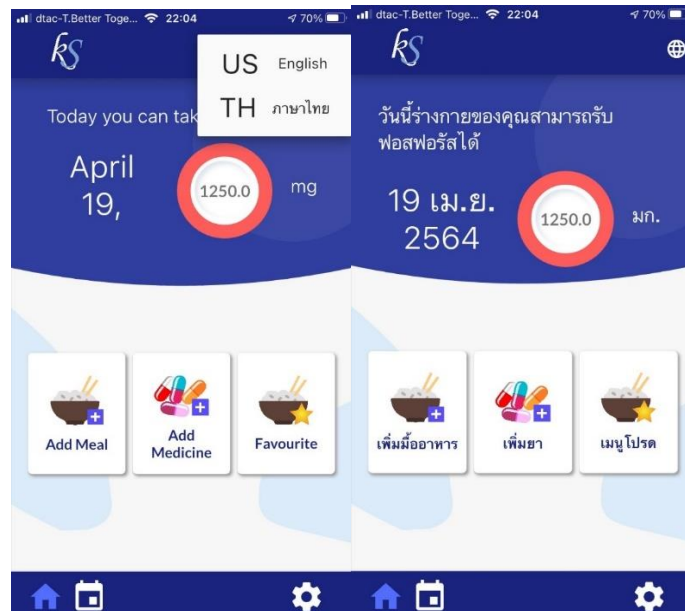 dtac-T.Better Toge... 22:04 70%
kS
US English
TH ภาษาไทย
Today you can tak
April
19,
1250.0
mg
Add Meal
Add
Medicine
Favourite
dtac-T.Better Toge... 22:04 70%
kS
วันนี้ร่างกายของคุณสามารถรับ
ฟอสฟอรัสได้
19 เม.ย.
2564
1250.0
มก.
เพิ่มมื้ออาหาร
เพิ่มยา
เมนูโปรด